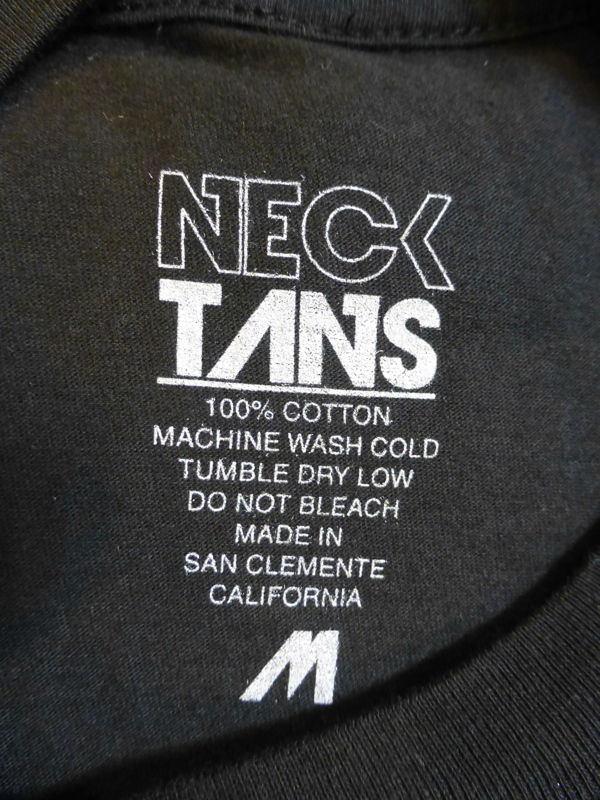 NECK
TANS
100% COTTON
MACHINE WASH COLD
TUMBLE DRY LOW
DO NOT BLEACH
MADE IN
SAN CLEMENTE
CALIFORNIA
M